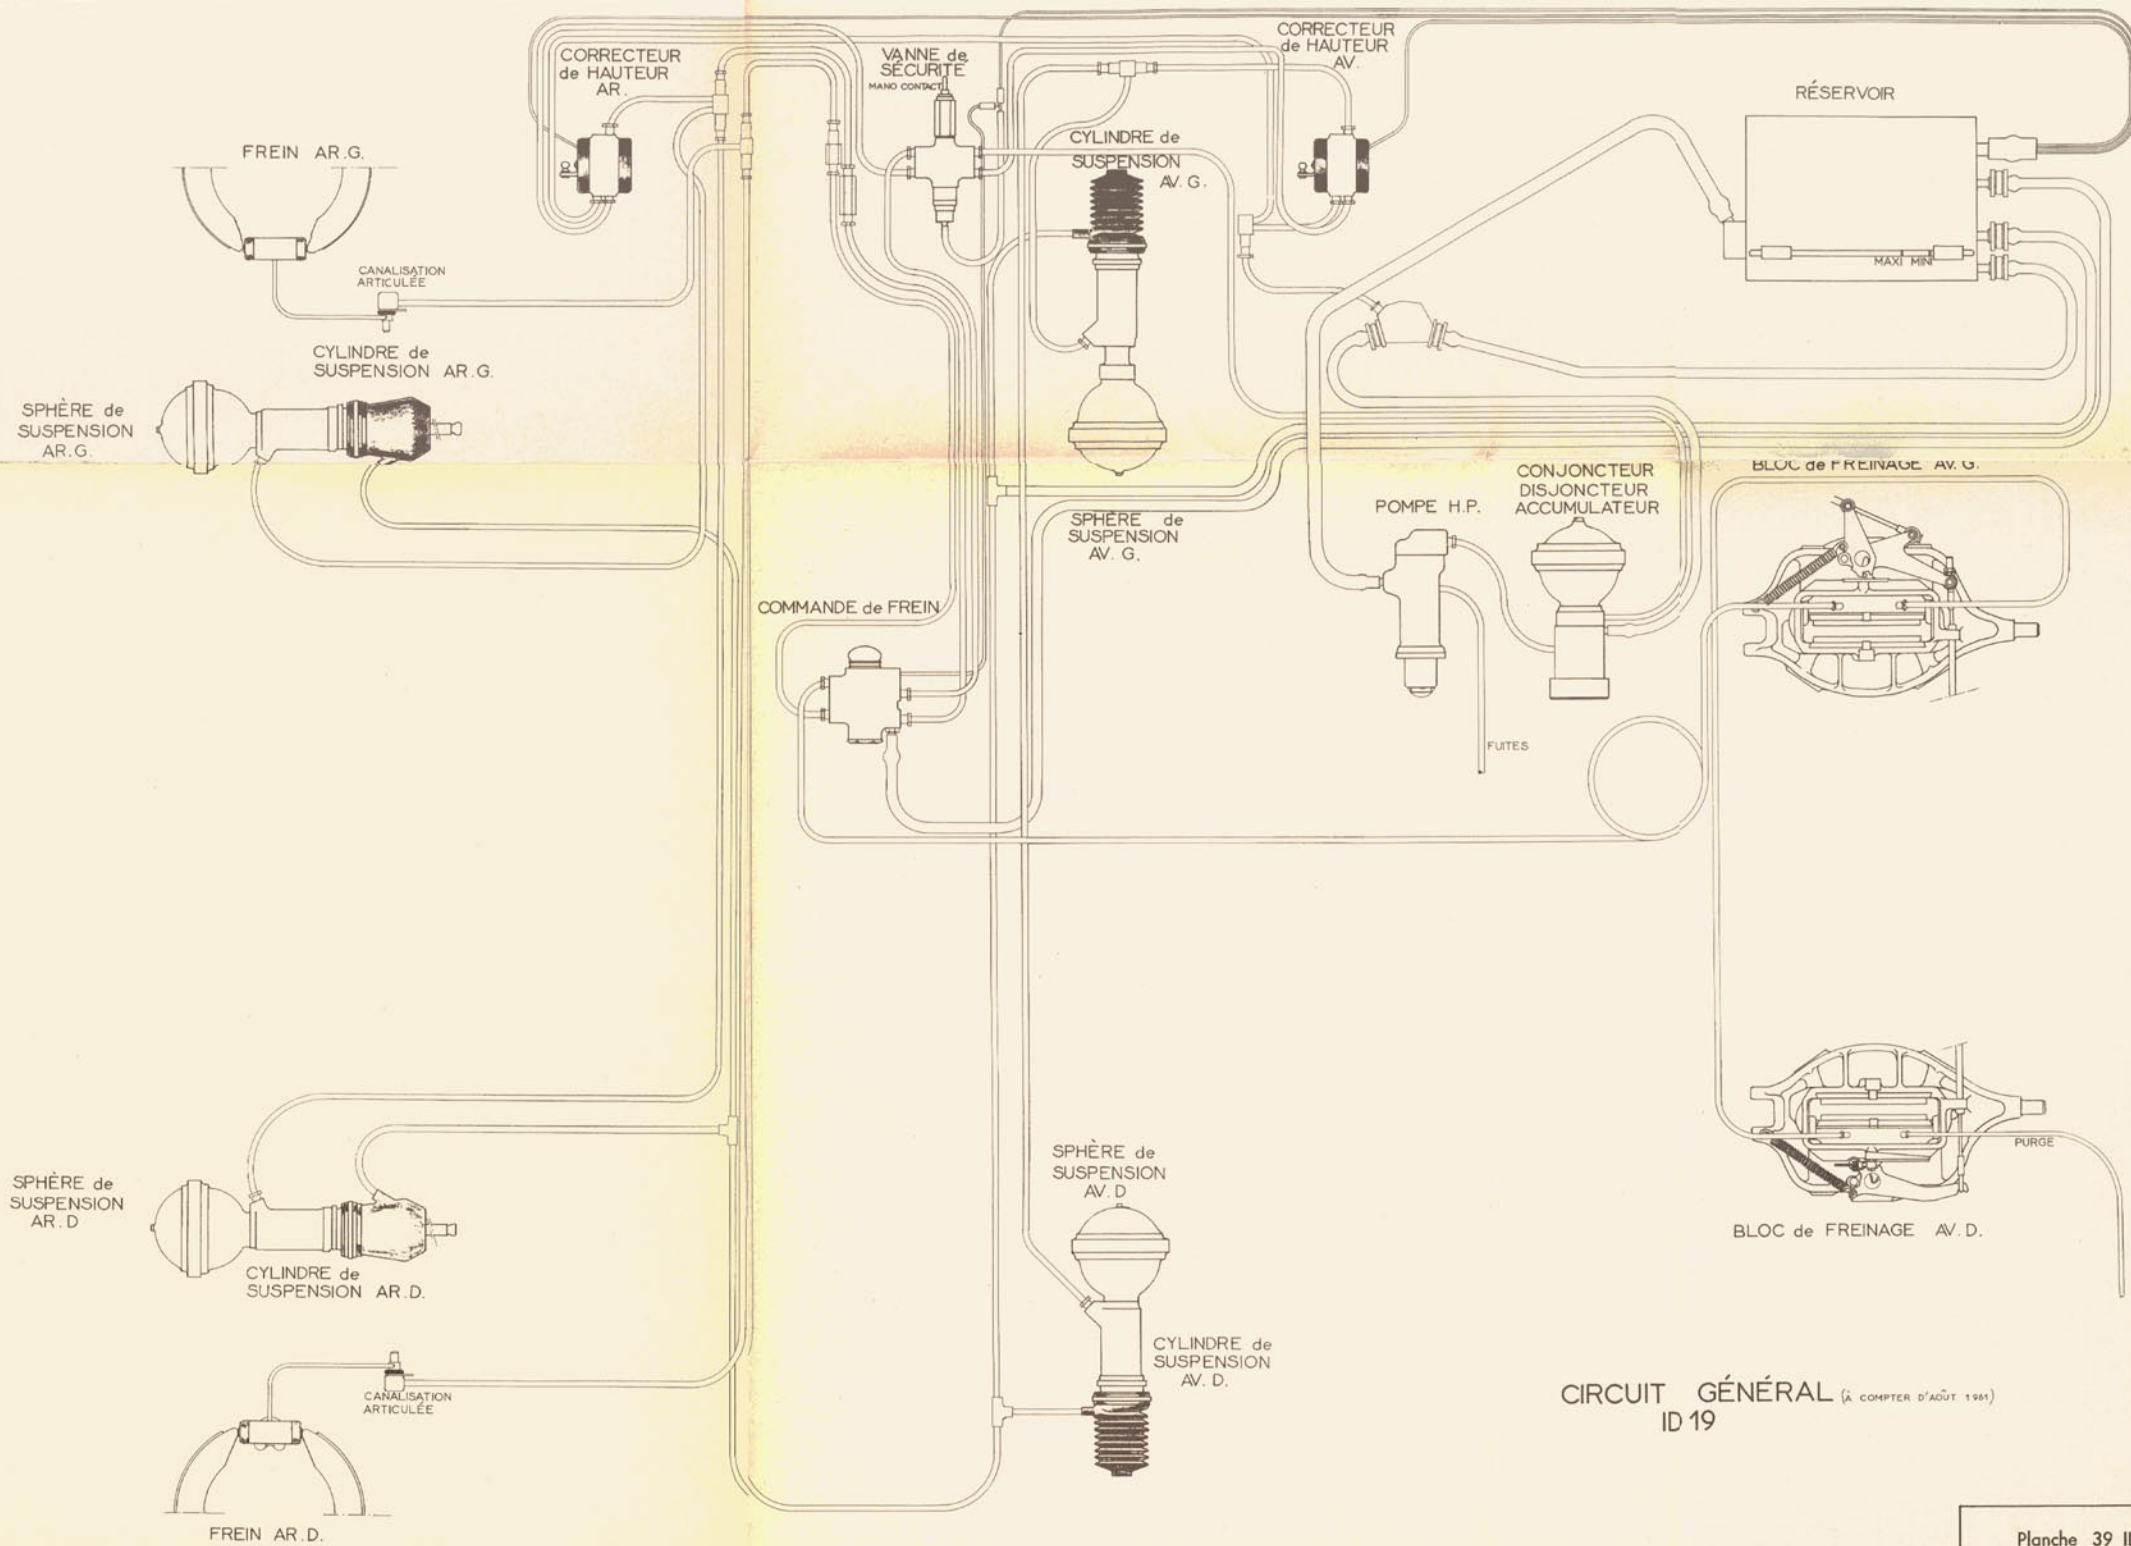 CORRECTEUR
de HAUTEUR
AR.
VANNE de
SÉCURITÉ
MANO CONTACT
CORRECTEUR
de HAUTEUR
AV.
RÉSERVOIR
MAXI MINI
FREIN AR.G.
CYLINDRE de
SUSPENSION
AV. G.
CANALISATION
ARTICULÉE
CYLINDRE de
SUSPENSION AR.G.
SPHÈRE de
SUSPENSION
AR.G.
SPHÈRE de
SUSPENSION
AV. G.
POMPE H.P.
CONJONCTEUR
DISJONCTEUR
ACCUMULATEUR
BLOC de FREINAGE AV. G.
COMMANDE de FREIN
FUITES
SPHÈRE de
SUSPENSION
AR.D
CYLINDRE de
SUSPENSION AR.D.
SPHÈRE de
SUSPENSION
AV. D
PURGE
BLOC de FREINAGE AV. D.
CYLINDRE de
SUSPENSION
AV. D.
CANALISATION
ARTICULÉE
FREIN AR.D.
CIRCUIT GÉNÉRAL (À COMPTER D'AOÛT 1961)
ID 19
Planche 39 II